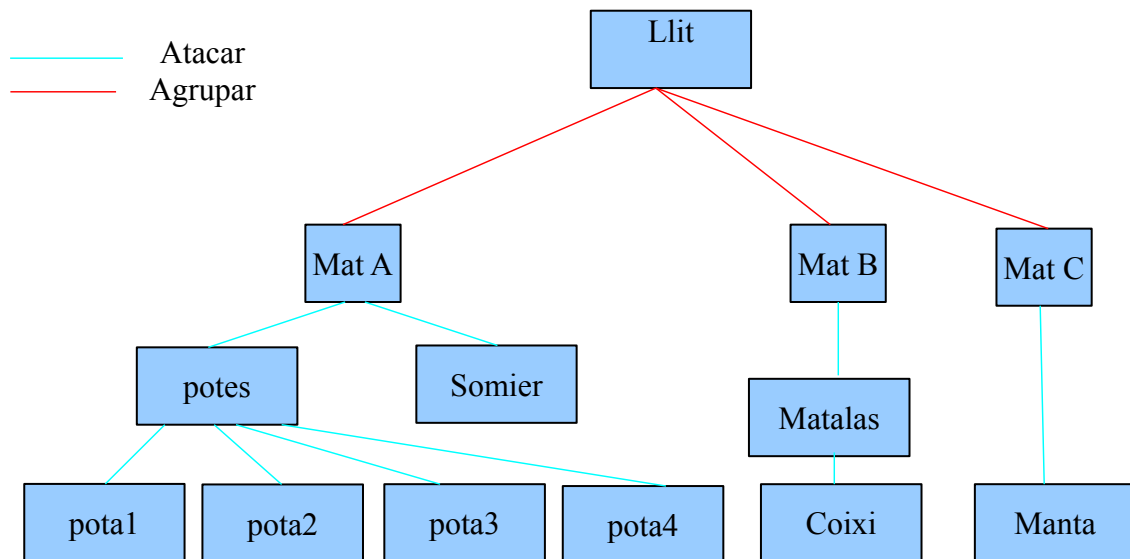 Llit
Atacar
Agrupar
Mat A
Mat B
Mat C
potes
Somier
Matalas
pota1
pota2
pota3
pota4
Coixi
Manta